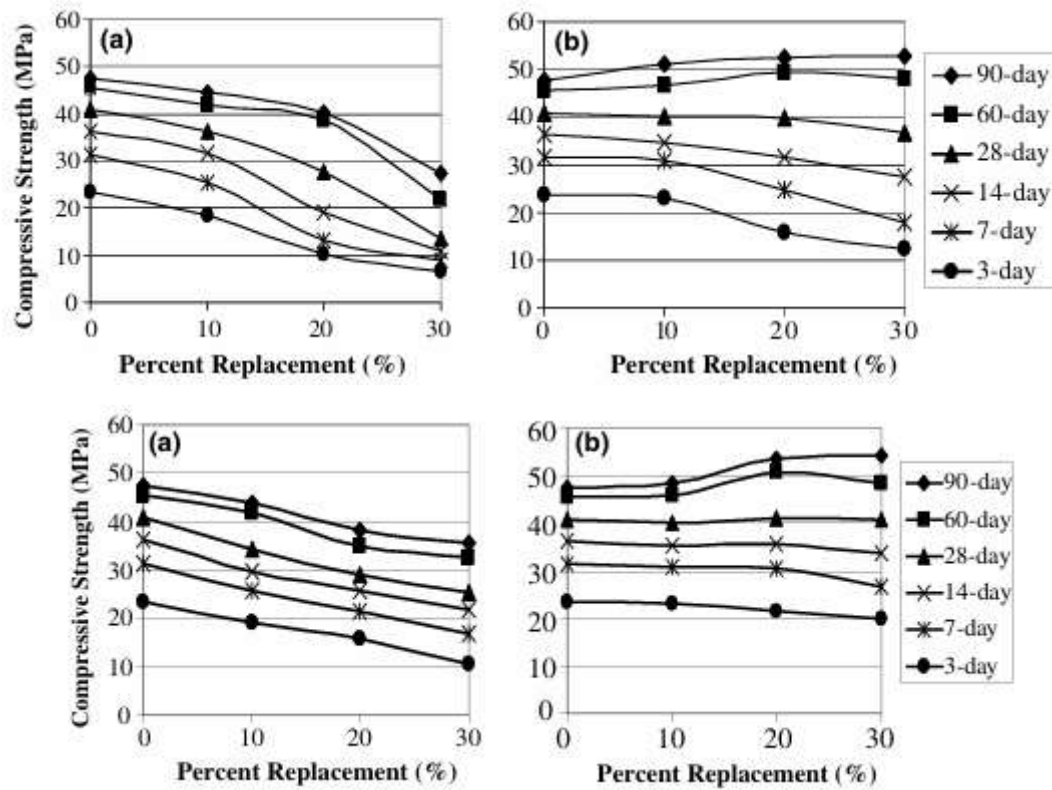 (a)
60
50
40
30
20
10
0
Compressive Strength (MPa)
0 10 20 30
Percent Replacement (%)
(b)
60
50
40
30
20
10
0
0 10 20 30
Percent Replacement (%)
90-day
60-day
28-day
14-day
7-day
3-day
(a)
60
50
40
30
20
10
0
Compressive Strength (MPa)
0 10 20 30
Percent Replacement (%)
(b)
60
50
40
30
20
10
0
0 10 20 30
Percent Replacement (%)
90-day
60-day
28-day
14-day
7-day
3-day